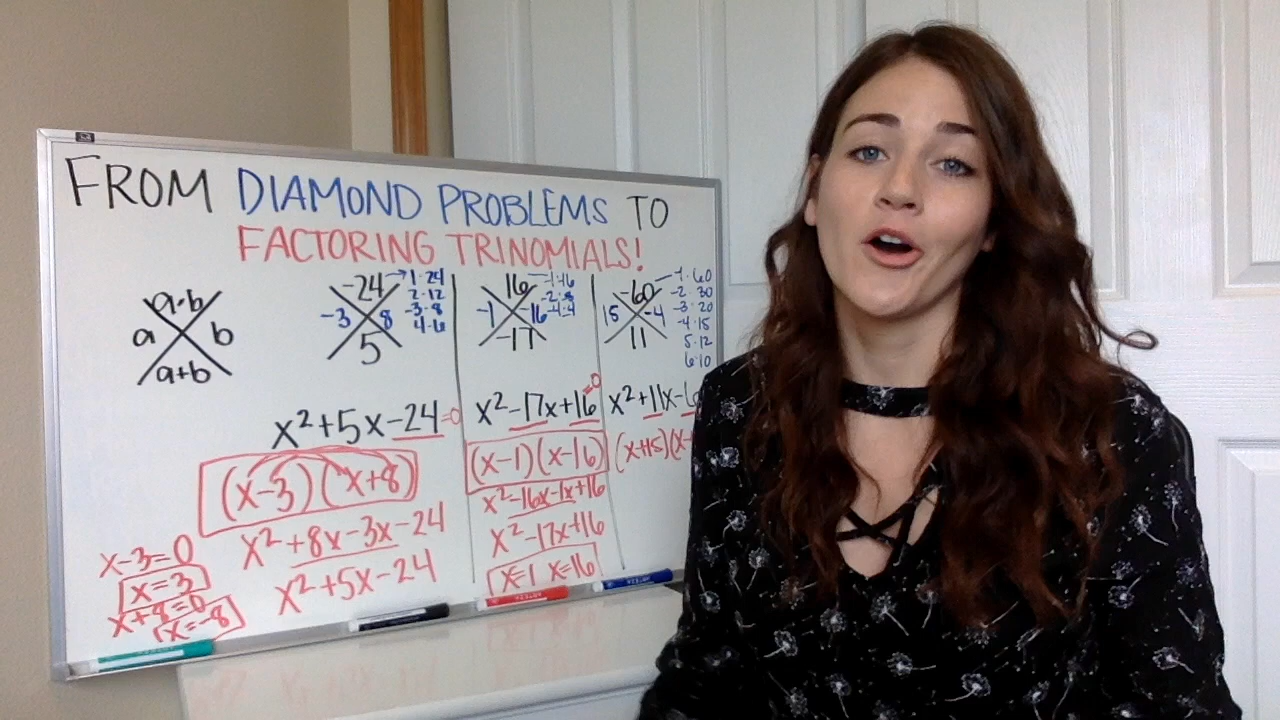 FROM DIAMOND PROBLEMS TO
FACTORING TRINOMIALS!
a·b
a b
a+b
-24
-3 8
5
1·24
2·12
-3·8
4·6
x²+5x-24=0
(x-3)(x+8)
x²+8x-3x-24
x²+5x-24
x-3=0
x=3
x+8=0
x=-8
16
-1 -16
-17
-1·16
-2·8
-4·4
x²-17x+16=0
(x-1)(x-16)
x²-16x-1x+16
x²-17x+16
x=1 x=16
-60
15 -4
11
-1·60
-2·30
-3·20
-4·15
5·12
6·10
x²+11x-6
(x+15)(x-